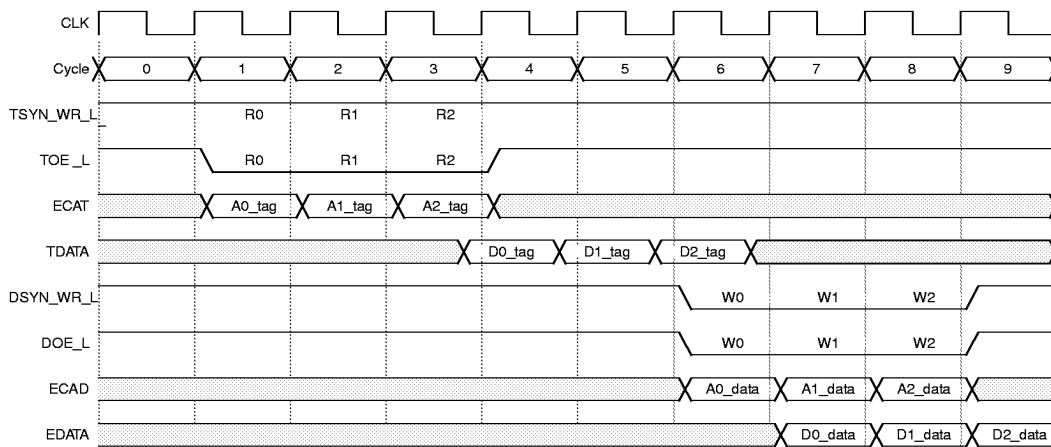 CLK
Cycle 0 1 2 3 4 5 6 7 8 9
TSYN_WR_L R0 R1 R2
TOE_L R0 R1 R2
ECAT A0_tag A1_tag A2_tag
TDATA D0_tag D1_tag D2_tag
DSYN_WR_L W0 W1 W2
DOE_L W0 W1 W2
ECAD A0_data A1_data A2_data
EDATA D0_data D1_data D2_data